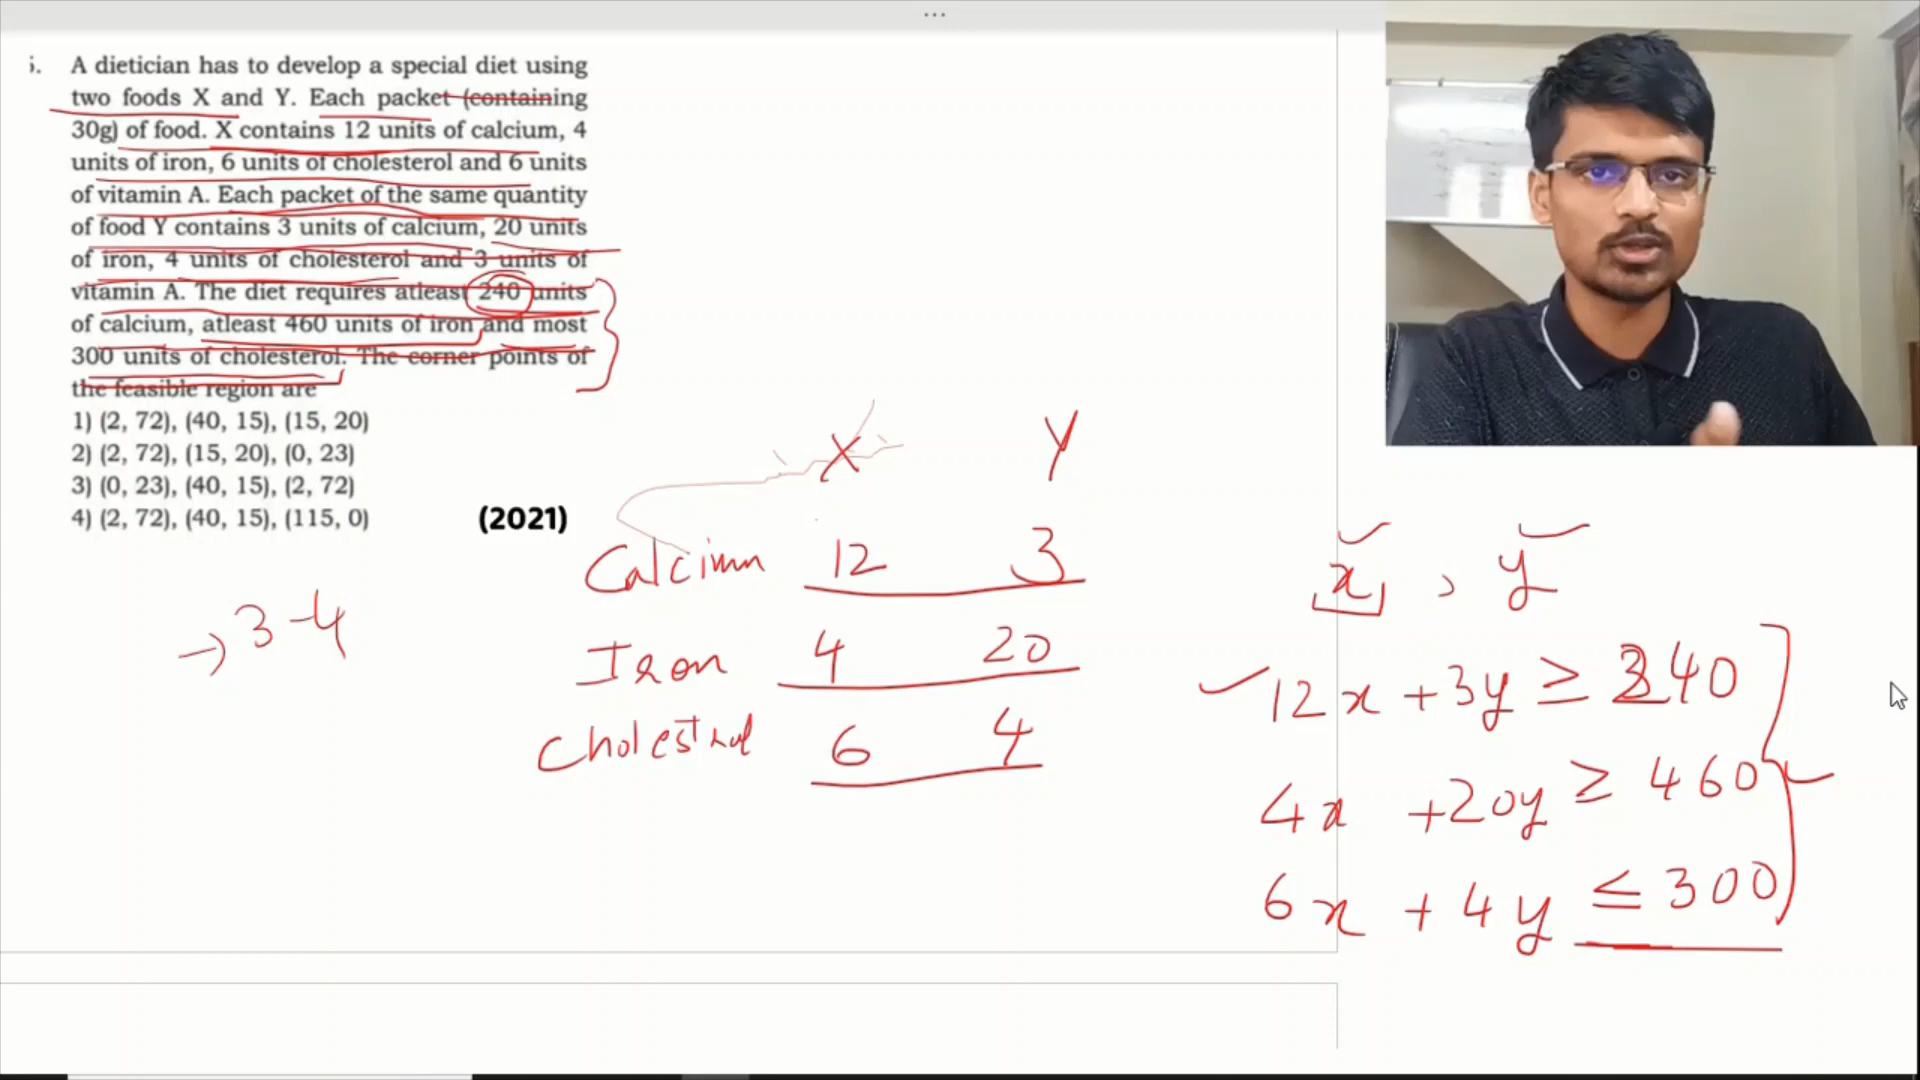 ...
5. A dietician has to develop a special diet using
two foods X and Y. Each packet (containing
30g) of food. X contains 12 units of calcium, 4
units of iron, 6 units of cholesterol and 6 units
of vitamin A. Each packet of the same quantity
of food Y contains 3 units of calcium, 20 units
of iron, 4 units of cholesterol and 3 units of
vitamin A. The diet requires atleast 240 units
of calcium, atleast 460 units of iron and most
300 units of cholesterol. The corner points of
the feasible region are
1) (2, 72), (40, 15), (15, 20)
2) (2, 72), (15, 20), (0, 23)
3) (0, 23), (40, 15), (2, 72)
4) (2, 72), (40, 15), (115, 0)
(2021)
→ 3-4
X Y
Calcium 12 3
Iron 4 20
Cholestrol 6 4
x , y
12x + 3y ≥ 240
4x + 20y ≥ 460
6x + 4y ≤ 300